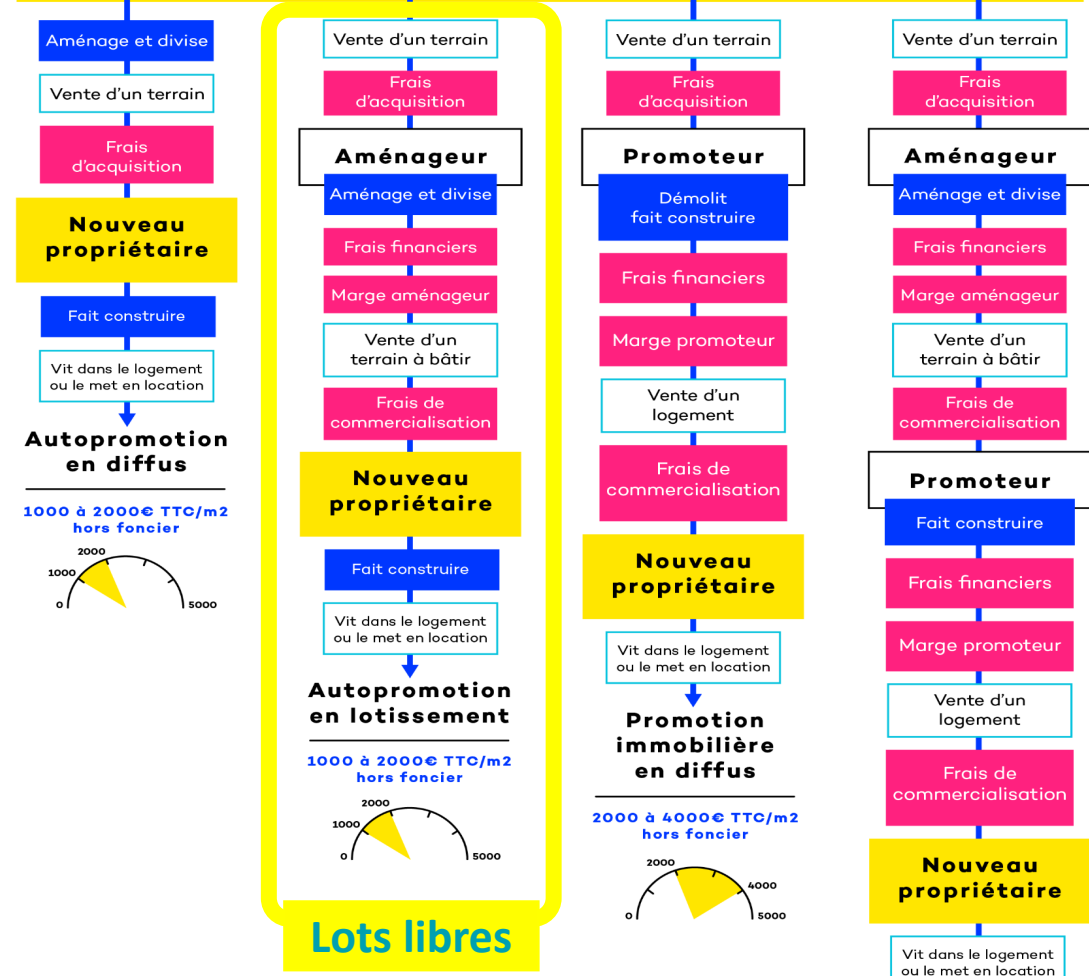 Aménage et divise
Vente d'un terrain
Frais
d'acquisition
Nouveau
propriétaire
Fait construire
Vit dans le logement
ou le met en location
Autopromotion
en diffus
1000 à 2000€ TTC/m2
hors foncier
2000
1000
0
5000
Vente d'un terrain
Frais
d'acquisition
Aménageur
Aménage et divise
Frais financiers
Marge aménageur
Vente d'un
terrain à bâtir
Frais de
commercialisation
Nouveau
propriétaire
Fait construire
Vit dans le logement
ou le met en location
Autopromotion
en lotissement
1000 à 2000€ TTC/m2
hors foncier
2000
1000
0
5000
Lots libres
Vente d'un terrain
Frais
d'acquisition
Promoteur
Démolit
fait construire
Frais financiers
Marge promoteur
Vente d'un
logement
Frais de
commercialisation
Nouveau
propriétaire
Vit dans le logement
ou le met en location
Promotion
immobilière
en diffus
2000 à 4000€ TTC/m2
hors foncier
2000
4000
0
5000
Vente d'un terrain
Frais
d'acquisition
Aménageur
Aménage et divise
Frais financiers
Marge aménageur
Vente d'un
terrain à bâtir
Frais de
commercialisation
Promoteur
Fait construire
Frais financiers
Marge promoteur
Vente d'un
logement
Frais de
commercialisation
Nouveau
propriétaire
Vit dans le logement
ou le met en location